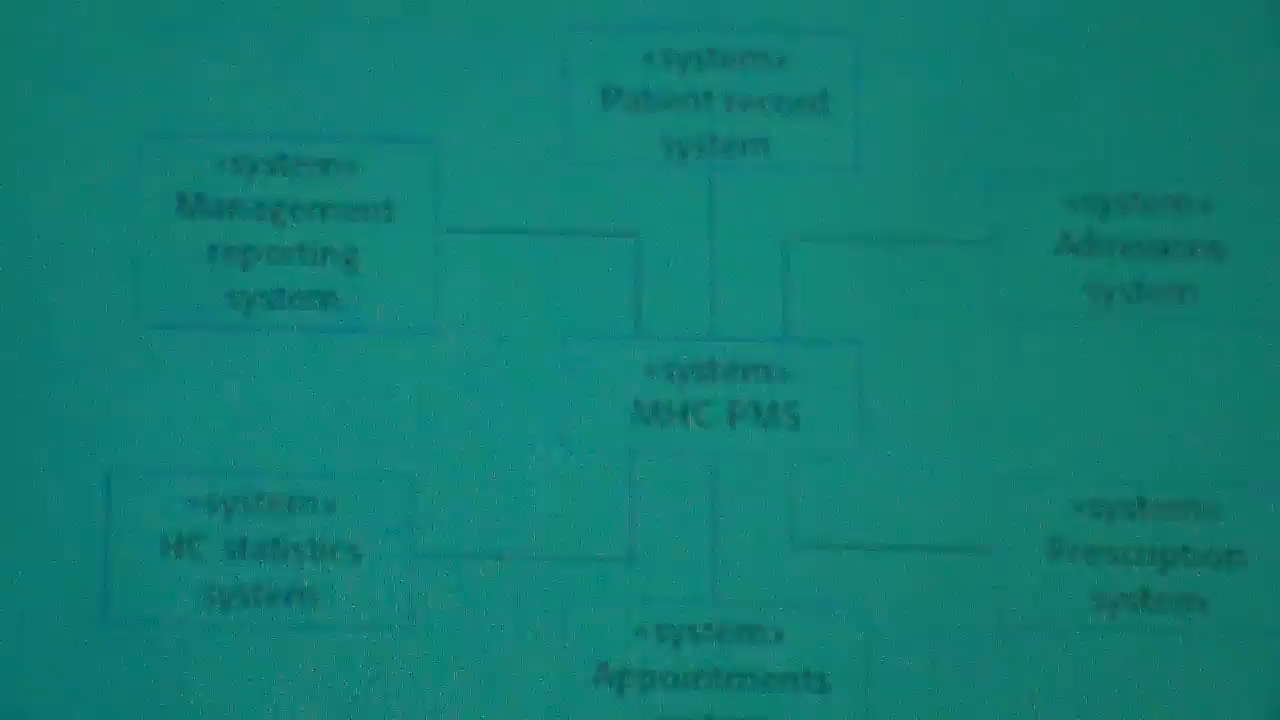 «system»
Patient record
system
«system»
Management
reporting
system
«system»
Admissions
system
«system»
MHC PMS
«system»
HC statistics
system
«system»
Prescription
system
«system»
Appointments